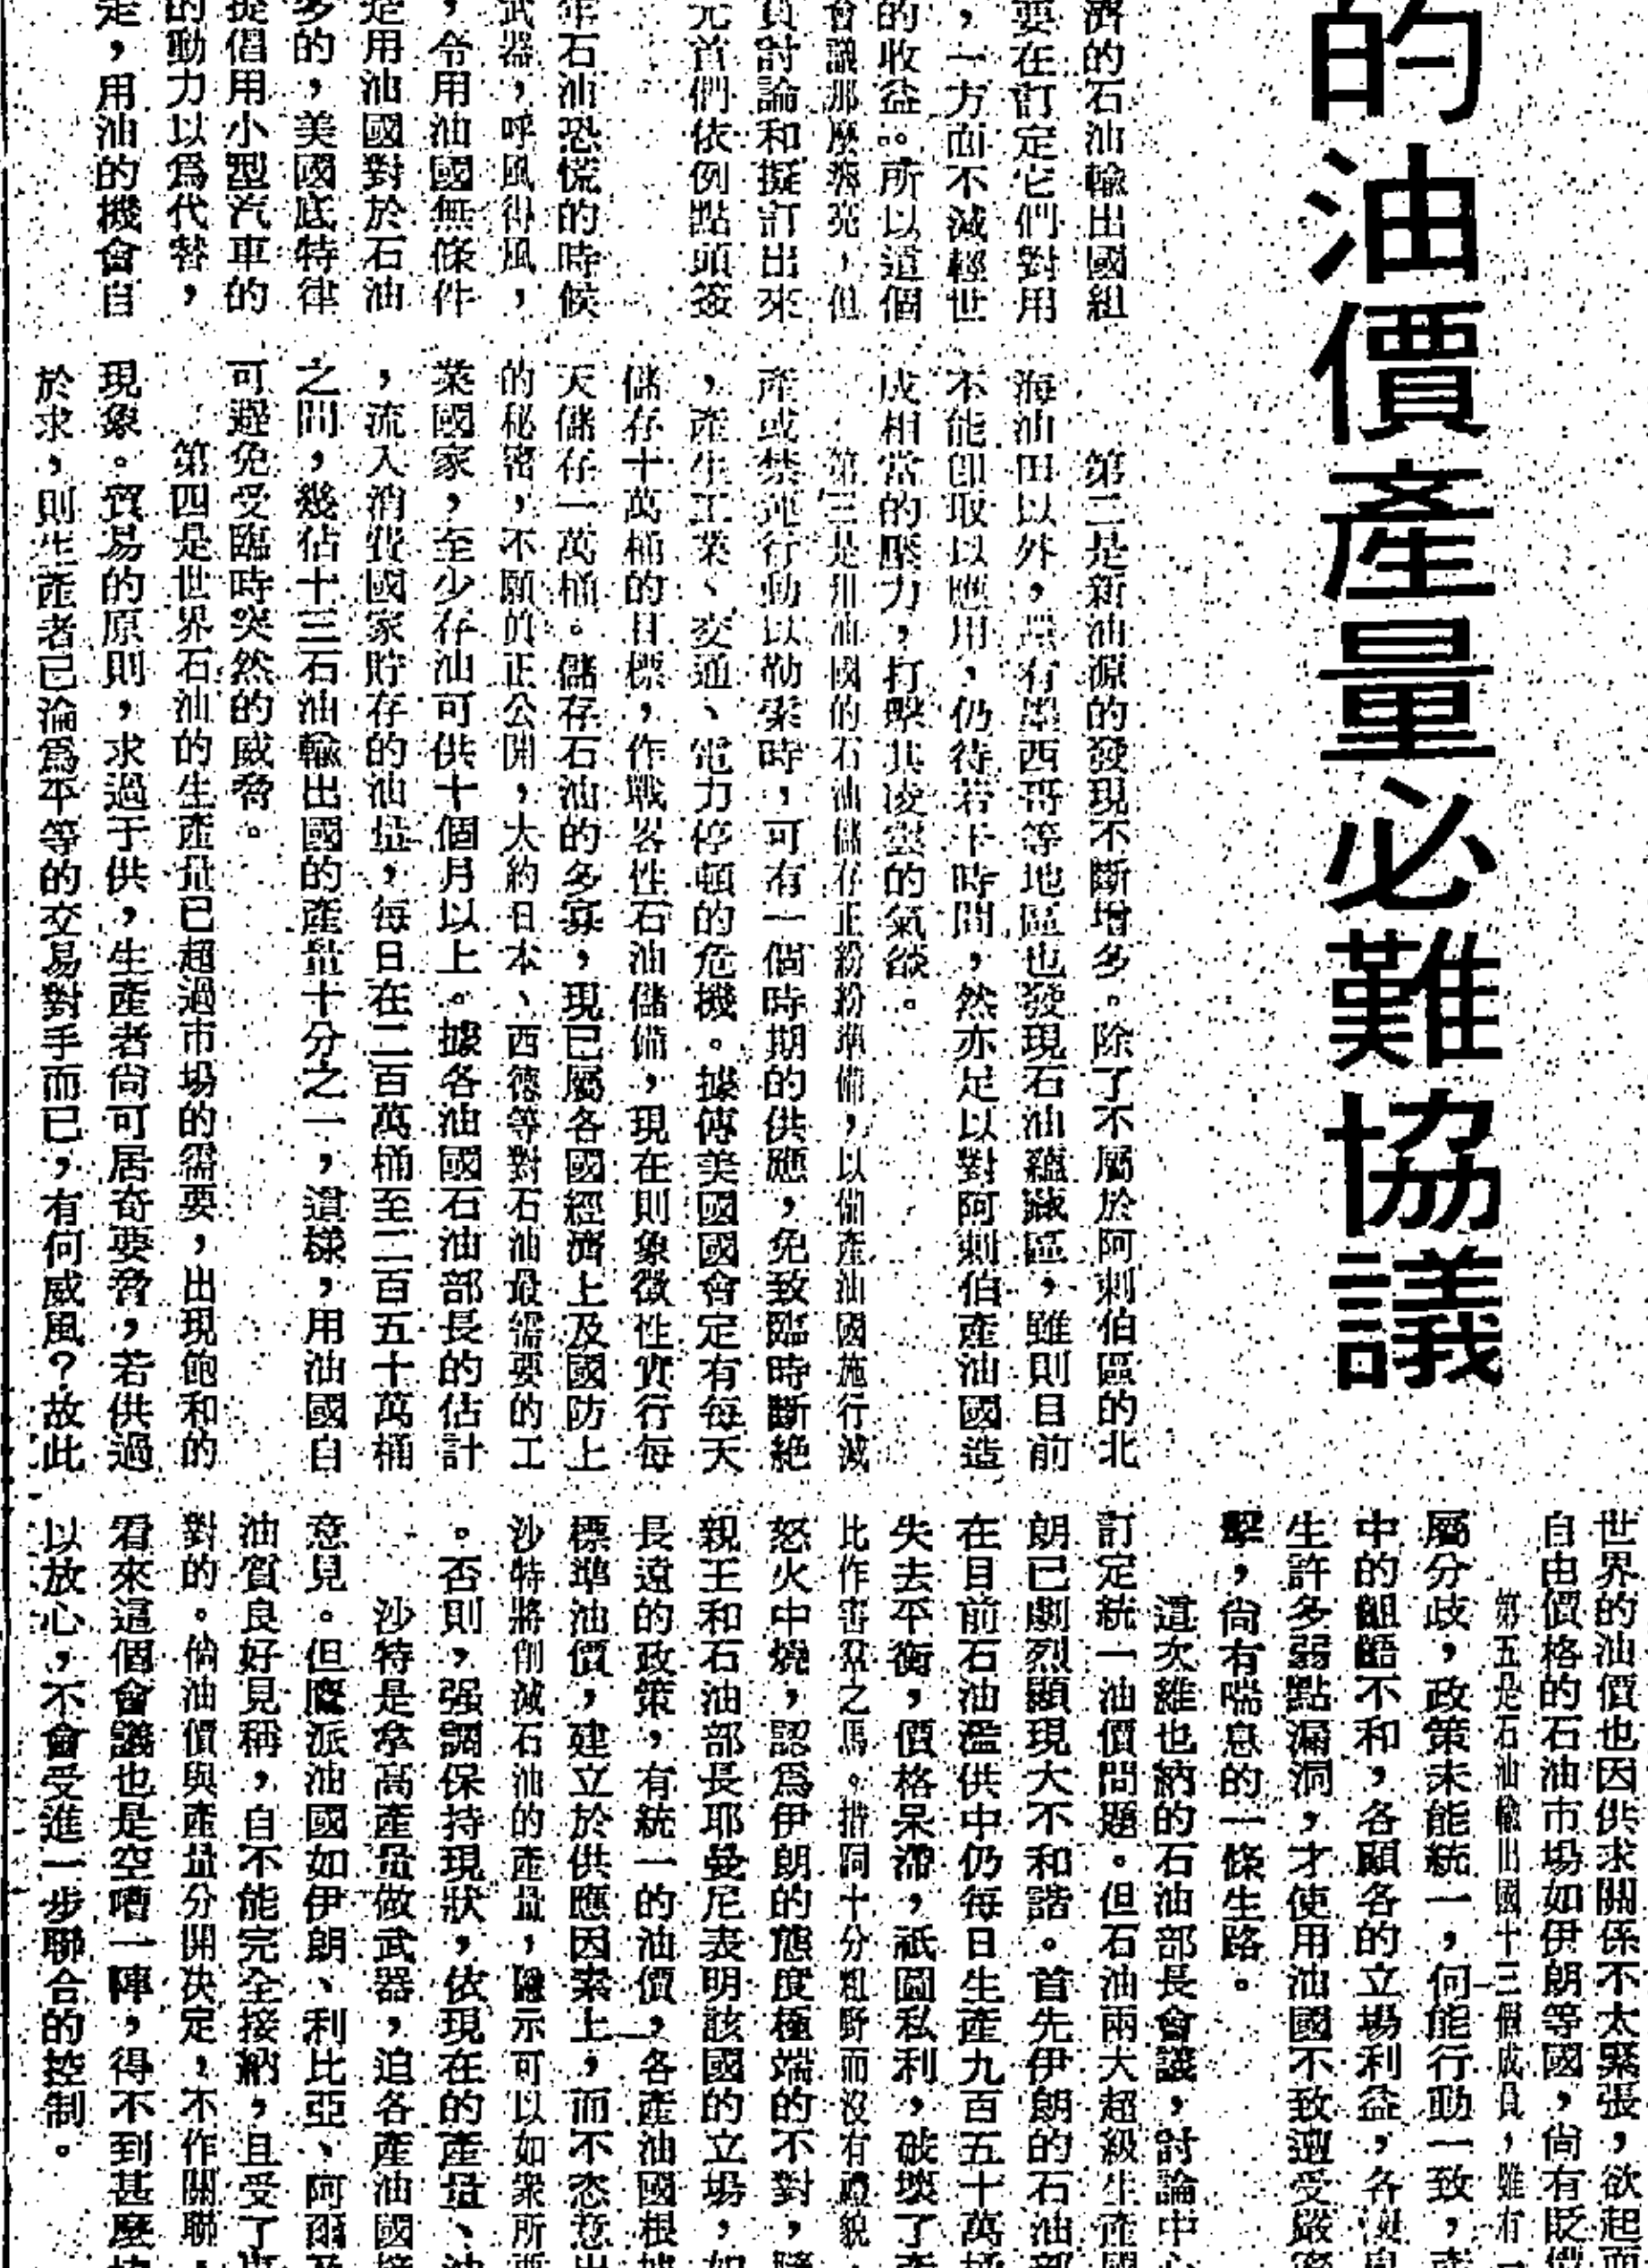 的油價產量必難協議
濟的石油輸出國組
要在訂定它們對用
，一方面不減輕世
的收益。所以這個
會議那麼漂亮，但
負討論和擬訂出來
元首們依例點頭簽
年石油恐慌的時候
武器，呼風得風，
，令用油國無條件
是用油國對於石油
多的，美國底特律
提倡用小型汽車的
的動力以爲代替，
走，用油的機會自
第二是新油源的發現不斷增多。除了不屬於阿剌伯區的北
海油田以外，還有墨西哥等地區也發現石油蘊藏區，雖則目前
不能卽取以應用，仍待若干時間，然亦足以對阿剌伯產油國造
成相當的壓力，打擊其凌雲的氣燄。
第三是用油國的石油儲存正紛紛準備，以備產油國施行減
產或禁運行動以勒索時，可有一個時期的供應，免致臨時斷絶
，產生工業、交通、電力停頓的危機。據傳美國國會定有每天
儲存十萬桶的目標，作戰畧性石油儲備，現在則象徵性實行每
天儲存一萬桶。儲存石油的多寡，現已屬各國經濟上及國防上
的秘密，不願眞正公開，大約日本、西德等對石油最需要的工
業國家，至少存油可供十個月以上。據各油國石油部長的估計
，流入消費國家貯存的油量，每日在二百萬桶至二百五十萬桶
之間，幾佔十三石油輸出國的產量十分之一，這樣，用油國自
可避免受臨時突然的威脅。
第四是世界石油的生產量已超過市場的需要，出現飽和的
現象。貿易的原則，求過于供，生產者尚可居奇要脅，若供過
於求，則生產者已淪爲平等的交易對手而已，有何威風？故此
世界的油價也因供求關係不太緊張，欲起
自由價格的石油市場如伊朗等國，尚有貶
第五是石油輸出國十三個成員，雖有
屬分歧，政策未能統一，何能行動一致，
中的齟齬不和，各顧各的立場利益，各
生許多弱點漏洞，才使用油國不致遭受嚴
擊，尚有喘息的一條生路。
這次維也納的石油部長會議，討論中心
訂定統一油價問題。但石油兩大超級生產國
朗已劇烈顯現大不和諧。首先伊朗的石油部
在目前石油濫供中仍每日生產九百五十萬桶
失去平衡，價格呆滯，祇圖私利，破壞了產
比作害羣之馬。措詞十分粗野而沒有禮貌，
怒火中燒，認爲伊朗的態度極端的不對，隨
親王和石油部長耶曼尼表明該國的立場，如
長遠的政策，有統一的油價，各產油國根據
標準油價，建立於供應因素上，而不恣意出
沙特將削減石油的產量，隱示可以如衆所要
。否則，强調保持現狀，依現在的產量、油
沙特是拿高產量做武器，迫各產油國接
意見。但鷹派油國如伊朗、利比亞、阿爾及
油質良好見稱，自不能完全接納，且受了
對的。倘油價與產量分開決定，不作關聯，
看來這個會議也是空嘈一陣，得不到甚麼
以放心，不會受進一步聯合的控制。